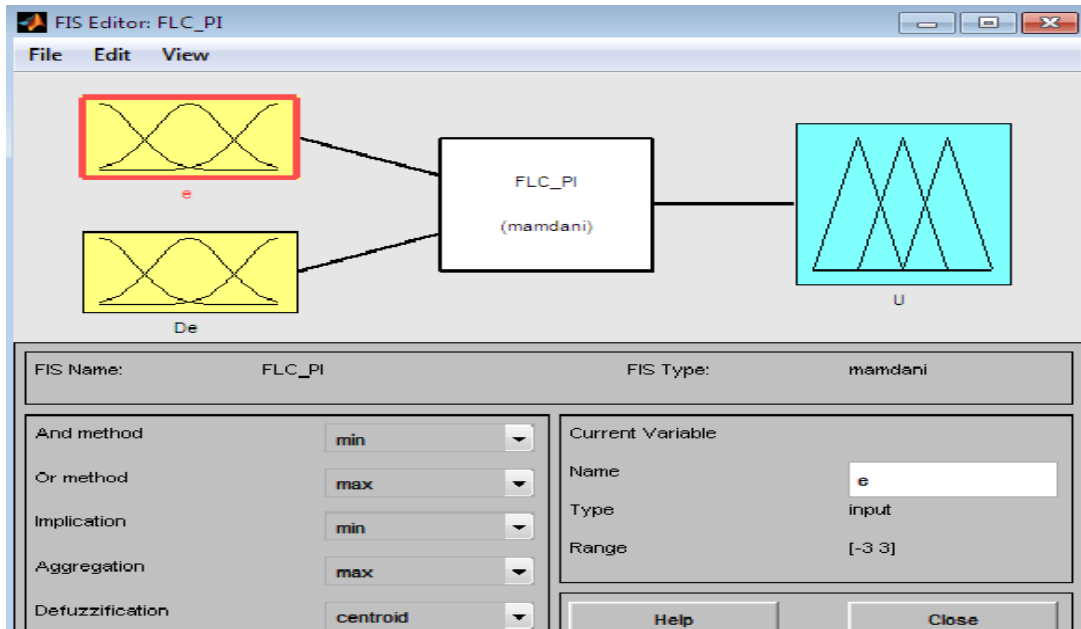 FIS Editor: FLC_PI
File Edit View
e
De
FLC_PI
(mamdani)
U
FIS Name: FLC_PI FIS Type: mamdani
And method min
Or method max
Implication min
Aggregation max
Defuzzification centroid
Current Variable
Name e
Type input
Range [-3 3]
Help Close